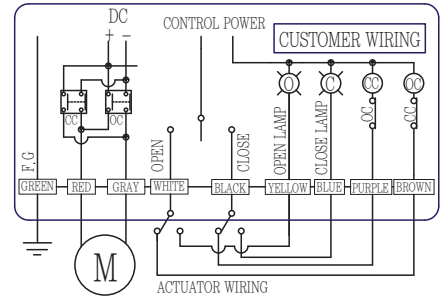 DC
+ −
CONTROL POWER
CUSTOMER WIRING
O
C
CC
OC
CC
OC
F.G
OPEN
CLOSE
OPEN LAMP
CLOSE LAMP
OC
CC
GREEN
RED
GRAY
WHITE
BLACK
YELLOW
BLUE
PURPLE
BROWN
M
ACTUATOR WIRING